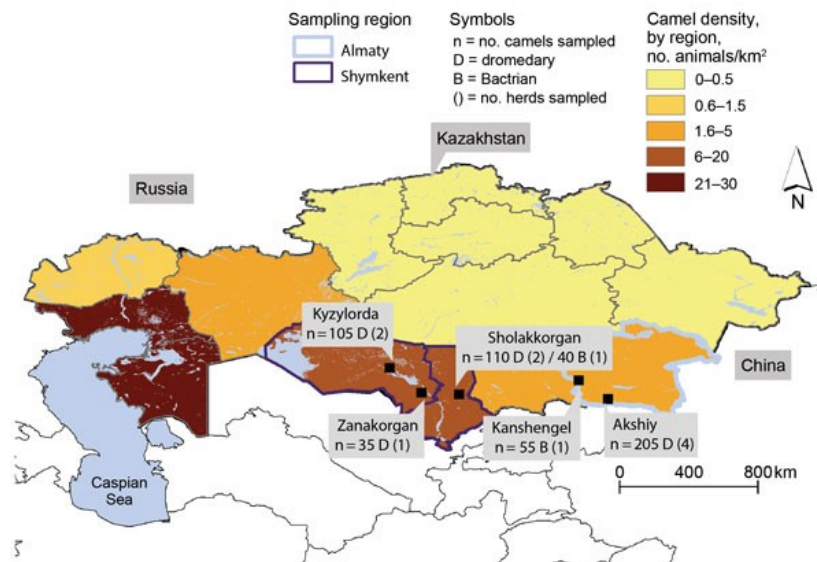 Sampling region
Almaty
Shymkent
Symbols
n = no. camels sampled
D = dromedary
B = Bactrian
() = no. herds sampled
Camel density,
by region,
no. animals/km²
0–0.5
0.6–1.5
1.6–5
6–20
21–30
N
Kazakhstan
Russia
Kyzylorda
n = 105 D (2)
Sholakkorgan
n = 110 D (2) / 40 B (1)
China
Zanakorgan
n = 35 D (1)
Kanshengel
n = 55 B (1)
Akshiy
n = 205 D (4)
Caspian
Sea
0 400 800 km